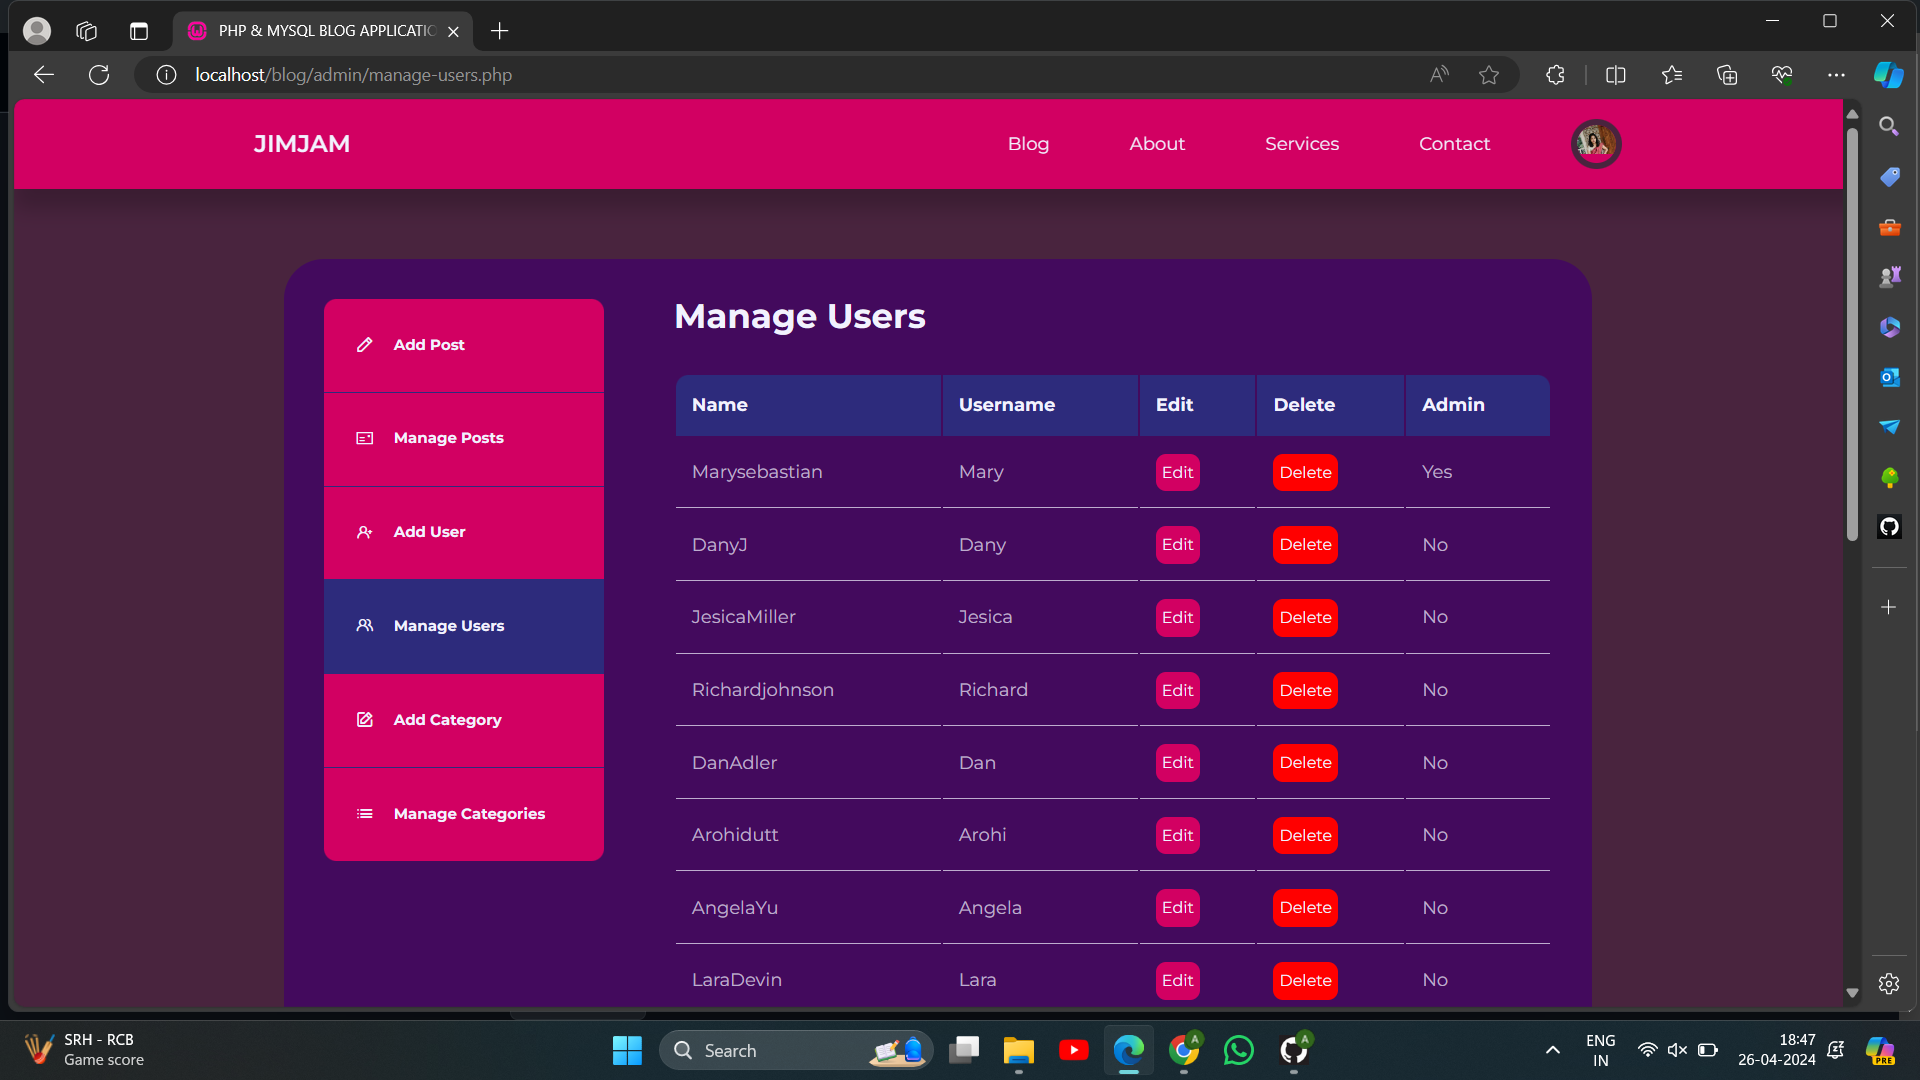 PHP & MYSQL BLOG APPLICATIO
localhost/blog/admin/manage-users.php
JIMJAM
Blog
About
Services
Contact
Add Post
Manage Posts
Add User
Manage Users
Add Category
Manage Categories
Manage Users
Name Username Edit Delete Admin
Marysebastian Mary Edit Delete Yes
DanyJ Dany Edit Delete No
JesicaMiller Jesica Edit Delete No
Richardjohnson Richard Edit Delete No
DanAdler Dan Edit Delete No
Arohidutt Arohi Edit Delete No
AngelaYu Angela Edit Delete No
LaraDevin Lara Edit Delete No
SRH - RCB
Game score
Search
A
A
ENG
IN
18:47
26-04-2024
PRE